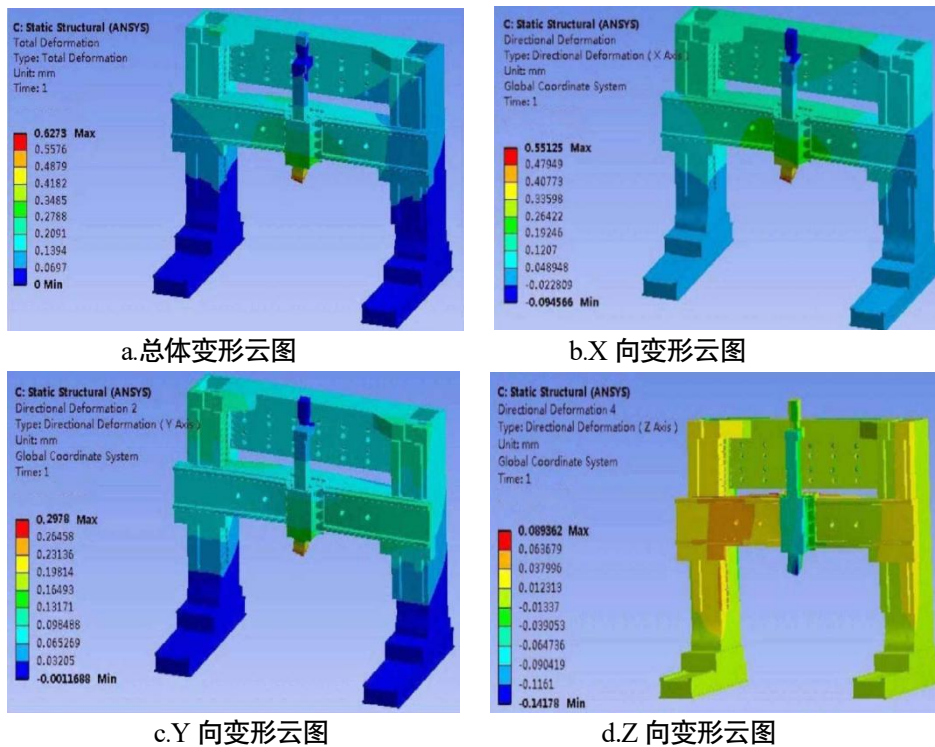 C: Static Structural (ANSYS)
Total Deformation
Type: Total Deformation
Unit: mm
Time: 1
0.6273 Max
0.5576
0.4879
0.4182
0.3485
0.2788
0.2091
0.1394
0.0697
0 Min
a.总体变形云图
C: Static Structural (ANSYS)
Directional Deformation
Type: Directional Deformation ( X Axis )
Unit: mm
Global Coordinate System
Time: 1
0.55125 Max
0.47949
0.40773
0.33598
0.26422
0.19246
0.1207
0.048948
-0.022809
-0.094566 Min
b.X 向变形云图
C: Static Structural (ANSYS)
Directional Deformation 2
Type: Directional Deformation ( Y Axis )
Unit: mm
Global Coordinate System
Time: 1
0.2978 Max
0.26458
0.23136
0.19814
0.16493
0.13171
0.098488
0.065269
0.03205
-0.0011688 Min
c.Y 向变形云图
C: Static Structural (ANSYS)
Directional Deformation 4
Type: Directional Deformation ( Z Axis )
Unit: mm
Global Coordinate System
Time: 1
0.089362 Max
0.063679
0.037996
0.012313
-0.01337
-0.039053
-0.064736
-0.090419
-0.1161
-0.14178 Min
d.Z 向变形云图